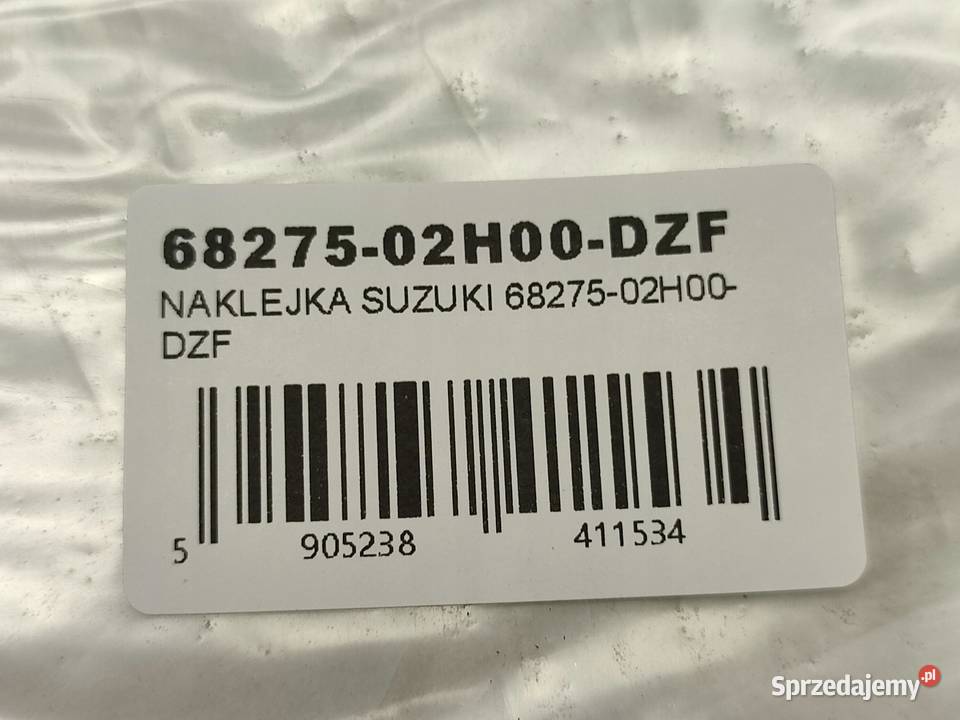 68275-02H00-DZF
NAKLEJKA SUZUKI 68275-02H00-
DZF
5 905238 411534
Sprzedajemy.pl